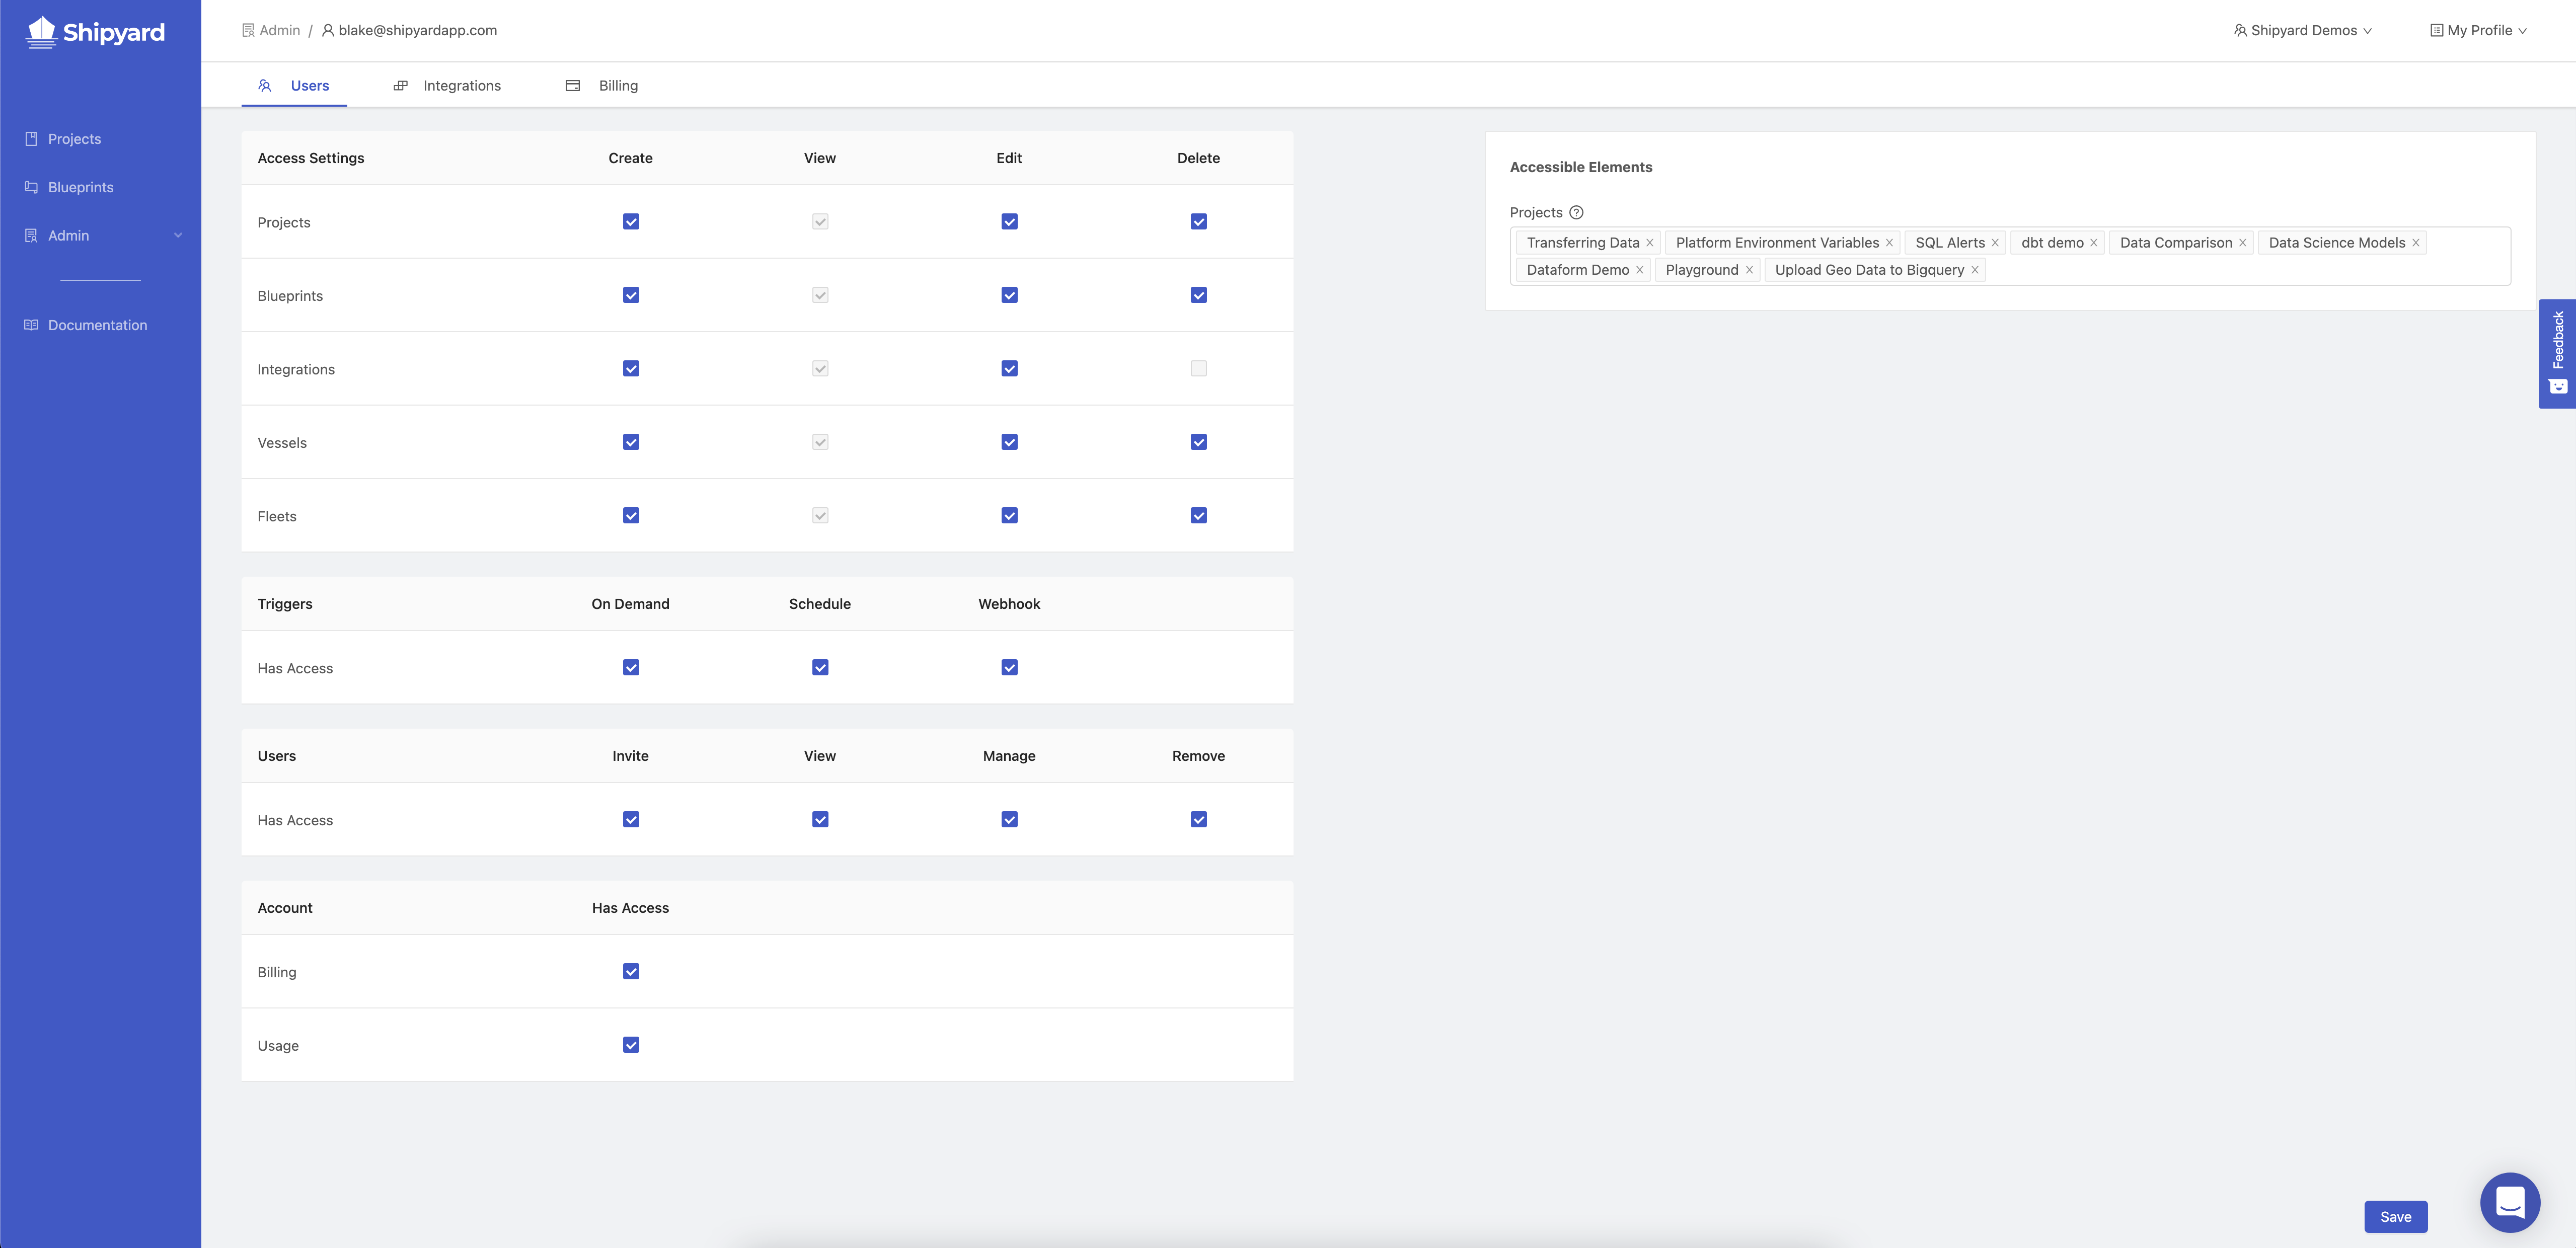 Shipyard
Admin / blake@shipyardapp.com
Shipyard Demos
My Profile
Users
Integrations
Billing
Projects
Blueprints
Admin
Documentation
Access Settings Create View Edit Delete
Projects
Blueprints
Integrations
Vessels
Fleets
Triggers On Demand Schedule Webhook
Has Access
Users Invite View Manage Remove
Has Access
Account Has Access
Billing
Usage
Accessible Elements
Projects ?
Transferring Data Platform Environment Variables SQL Alerts dbt demo Data Comparison Data Science Models
Dataform Demo Playground Upload Geo Data to Bigquery
Feedback
Save